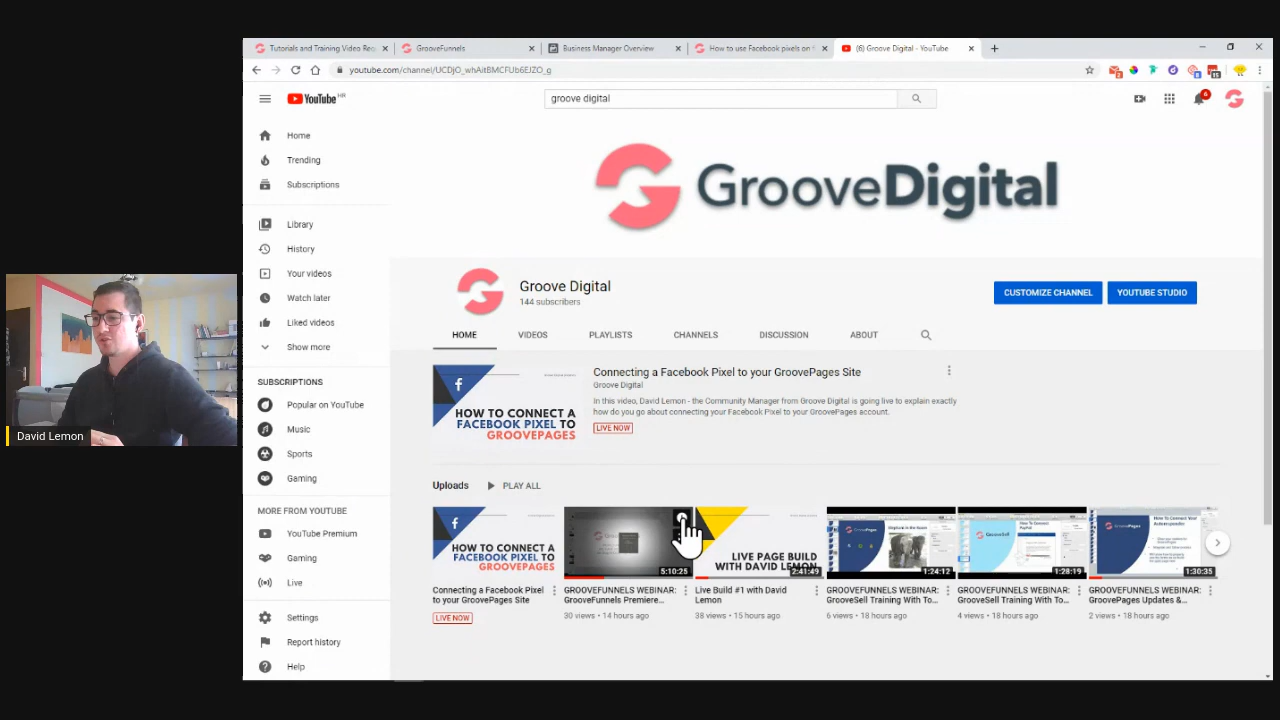 Tutorials and Training Video Req
GrooveFunnels
Business Manager Overview
How to use Facebook pixels on
(6) Groove Digital - YouTube
YouTube HR
groove digital
6
Home
Trending
Subscriptions
Library
History
Your videos
Watch later
Liked videos
Show more
SUBSCRIPTIONS
Popular on YouTube
Music
Sports
Gaming
MORE FROM YOUTUBE
YouTube Premium
Gaming
Live
Settings
Report history
Help
GrooveDigital
Groove Digital
144 subscribers
CUSTOMIZE CHANNEL
YOUTUBE STUDIO
HOME
VIDEOS
PLAYLISTS
CHANNELS
DISCUSSION
ABOUT
HOW TO CONNECT A
FACEBOOK PIXEL TO
GROOVEPAGES
Connecting a Facebook Pixel to your GroovePages Site
Groove Digital
In this video, David Lemon - the Community Manager from Groove Digital is going live to explain exactly
how do you go about connecting your Facebook Pixel to your GroovePages account.
LIVE NOW
Uploads
PLAY ALL
HOW TO CONNECT A
FACEBOOK PIXEL TO
GROOVEPAGES
Connecting a Facebook Pixel
to your GroovePages Site
LIVE NOW
5:10:25
GROOVEFUNNELS WEBINAR:
GrooveFunnels Premiere...
30 views • 14 hours ago
LIVE PAGE BUILD
WITH DAVID LEMON
2:41:49
Live Build #1 with David
Lemon
38 views • 15 hours ago
1:24:12
GROOVEFUNNELS WEBINAR:
GrooveSell Training With To...
6 views • 18 hours ago
GrooveSell
1:28:19
GROOVEFUNNELS WEBINAR:
GrooveSell Training With To...
4 views • 18 hours ago
GroovePages
1:30:35
GROOVEFUNNELS WEBINAR:
GroovePages Updates &...
2 views • 18 hours ago
David Lemon